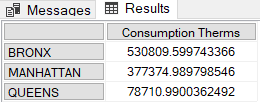 Messages Results
Consumption Therms
BRONX 530809.599743366
MANHATTAN 377374.989798546
QUEENS 78710.9900362492